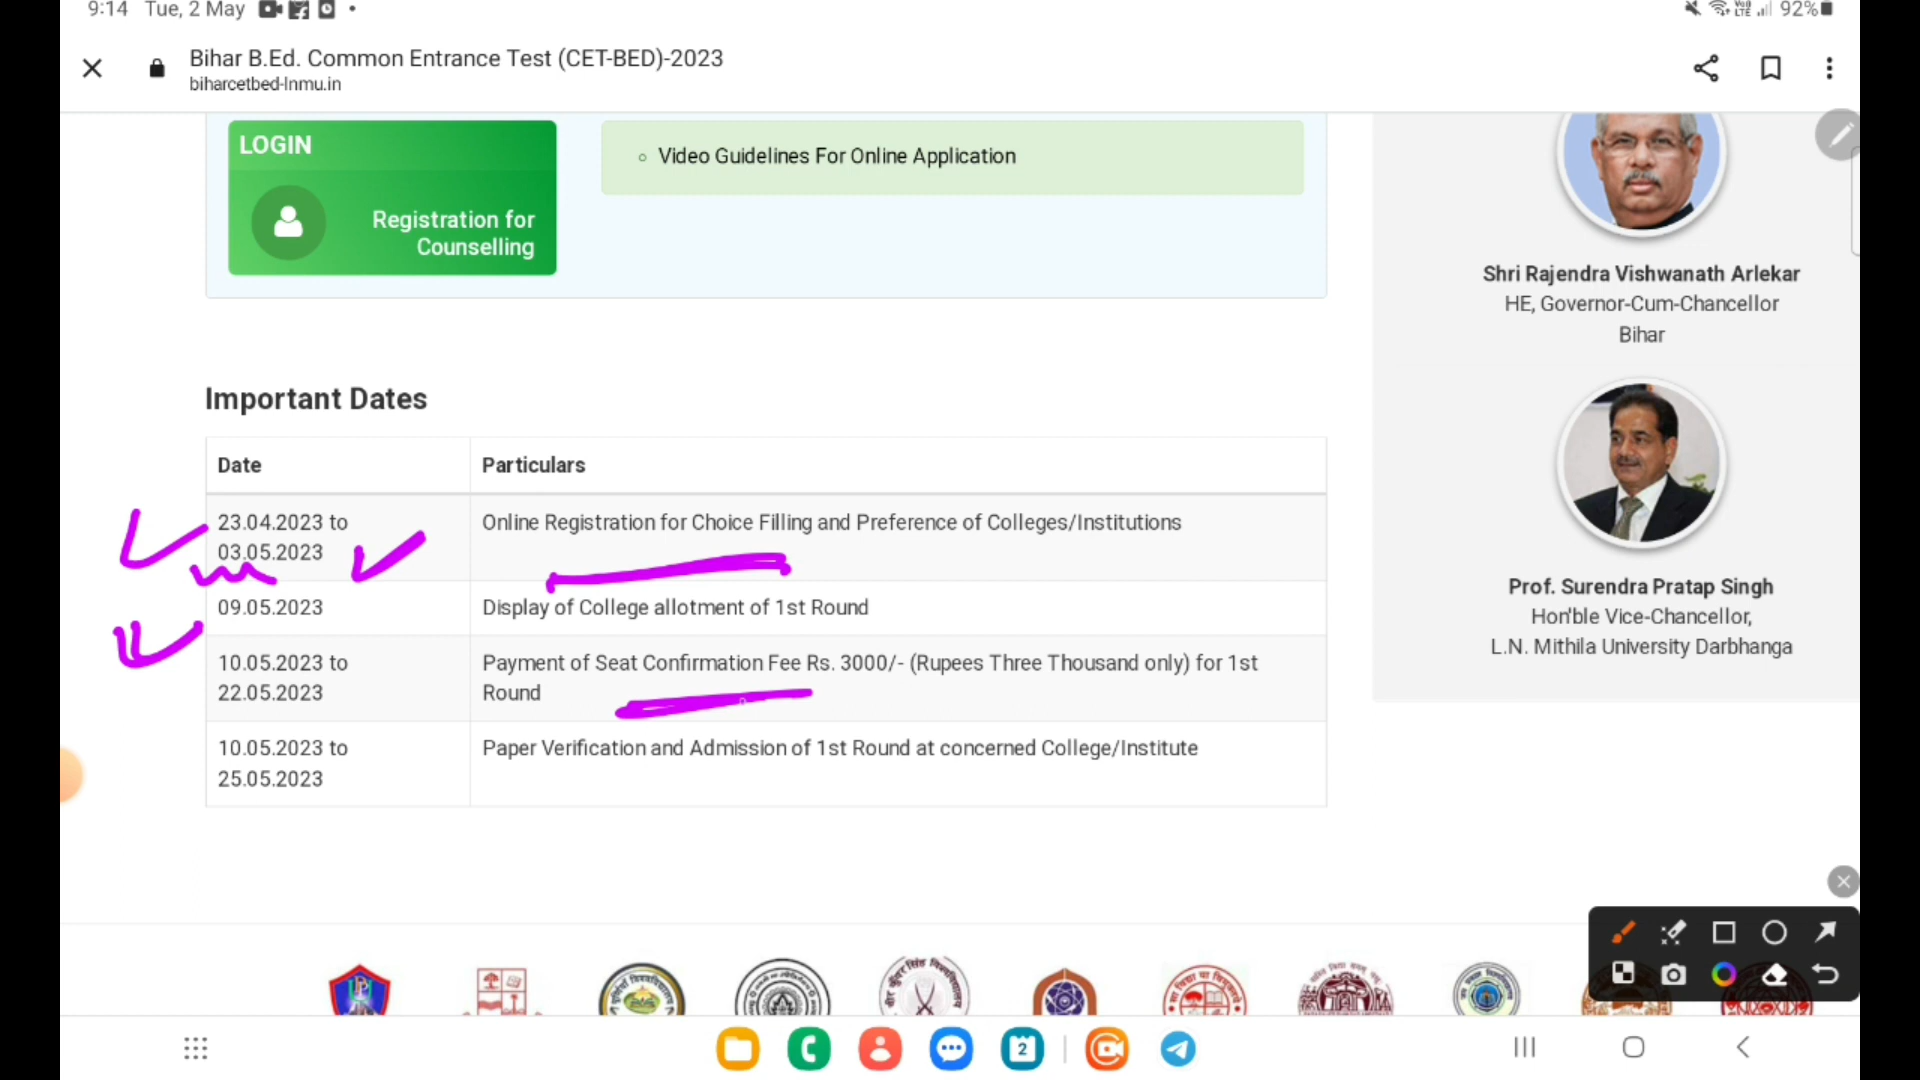 9:14 Tue, 2 May
92%
Bihar B.Ed. Common Entrance Test (CET-BED)-2023
biharcetbed-lnmu.in
LOGIN
Registration for
Counselling
Video Guidelines For Online Application
Shri Rajendra Vishwanath Arlekar
HE, Governor-Cum-Chancellor
Bihar
Important Dates
Date Particulars
23.04.2023 to
03.05.2023
Online Registration for Choice Filling and Preference of Colleges/Institutions
09.05.2023 Display of College allotment of 1st Round
10.05.2023 to
22.05.2023
Payment of Seat Confirmation Fee Rs. 3000/- (Rupees Three Thousand only) for 1st
Round
10.05.2023 to
25.05.2023
Paper Verification and Admission of 1st Round at concerned College/Institute
Prof. Surendra Pratap Singh
Hon'ble Vice-Chancellor,
L.N. Mithila University Darbhanga
2